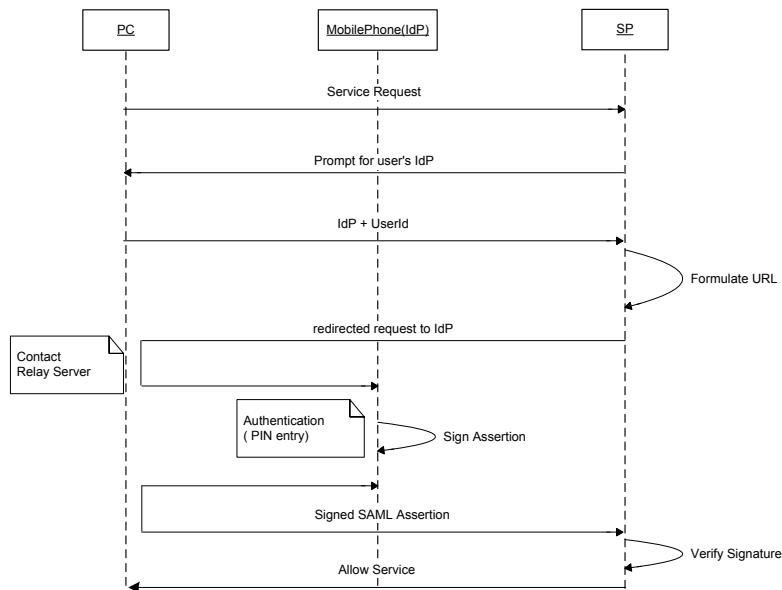 PC
MobilePhone(IdP)
SP
Service Request
Prompt for user's IdP
IdP + UserId
Formulate URL
redirected request to IdP
Contact
Relay Server
Authentication
( PIN entry)
Sign Assertion
Signed SAML Assertion
Verify Signature
Allow Service